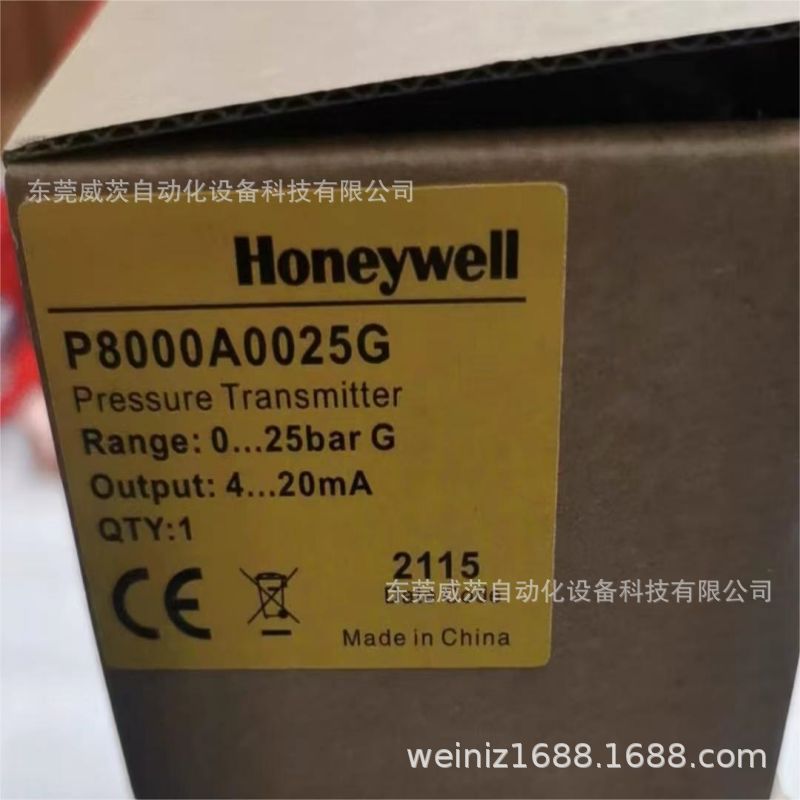 东莞威茨自动化设备科技有限公司
Honeywell
P8000A0025G
Pressure Transmitter
Range: 0...25bar G
Output: 4...20mA
QTY:1
CE
2115
东莞威茨自动化设备科技有限公司
Made in China
weiniz1688.1688.com